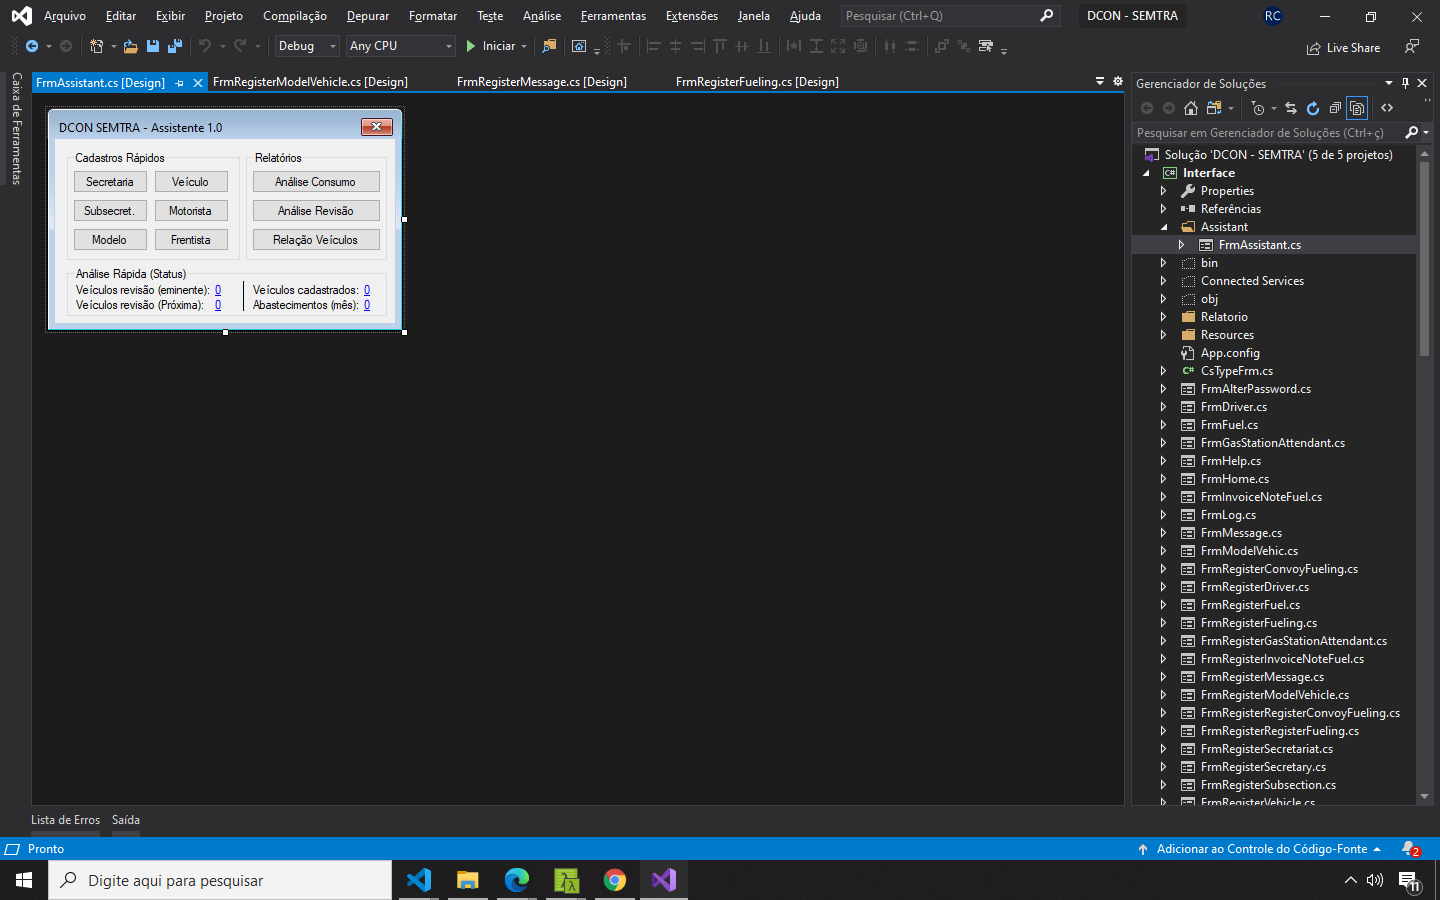 Arquivo Editar Exibir Projeto Compilação Depurar Formatar Teste Análise Ferramentas Extensões Janela Ajuda Pesquisar (Ctrl+Q) DCON - SEMTRA RC
Debug Any CPU Iniciar Live Share
Caixa de Ferramentas
FrmAssistant.cs [Design] FrmRegisterModelVehicle.cs [Design] FrmRegisterMessage.cs [Design] FrmRegisterFueling.cs [Design]
DCON SEMTRA - Assistente 1.0
Cadastros Rápidos Relatórios
Secretaria Veículo Análise Consumo
Subsecret. Motorista Análise Revisão
Modelo Frentista Relação Veículos
Análise Rápida (Status)
Veículos revisão (eminente): 0 Veículos cadastrados: 0
Veículos revisão (Próxima): 0 Abastecimentos (mês): 0
Gerenciador de Soluções
Pesquisar em Gerenciador de Soluções (Ctrl+ç)
Solução 'DCON - SEMTRA' (5 de 5 projetos)
C# Interface
Properties
Referências
Assistant
FrmAssistant.cs
bin
Connected Services
obj
Relatorio
Resources
App.config
C# CsTypeFrm.cs
FrmAlterPassword.cs
FrmDriver.cs
FrmFuel.cs
FrmGasStationAttendant.cs
FrmHelp.cs
FrmHome.cs
FrmInvoiceNoteFuel.cs
FrmLog.cs
FrmMessage.cs
FrmModelVehic.cs
FrmRegisterConvoyFueling.cs
FrmRegisterDriver.cs
FrmRegisterFuel.cs
FrmRegisterFueling.cs
FrmRegisterGasStationAttendant.cs
FrmRegisterInvoiceNoteFuel.cs
FrmRegisterMessage.cs
FrmRegisterModelVehicle.cs
FrmRegisterRegisterConvoyFueling.cs
FrmRegisterRegisterFueling.cs
FrmRegisterSecretariat.cs
FrmRegisterSecretary.cs
FrmRegisterSubsection.cs
FrmRegisterVehicle.cs
Lista de Erros Saída
Pronto Adicionar ao Controle do Código-Fonte 2
Digite aqui para pesquisar 11